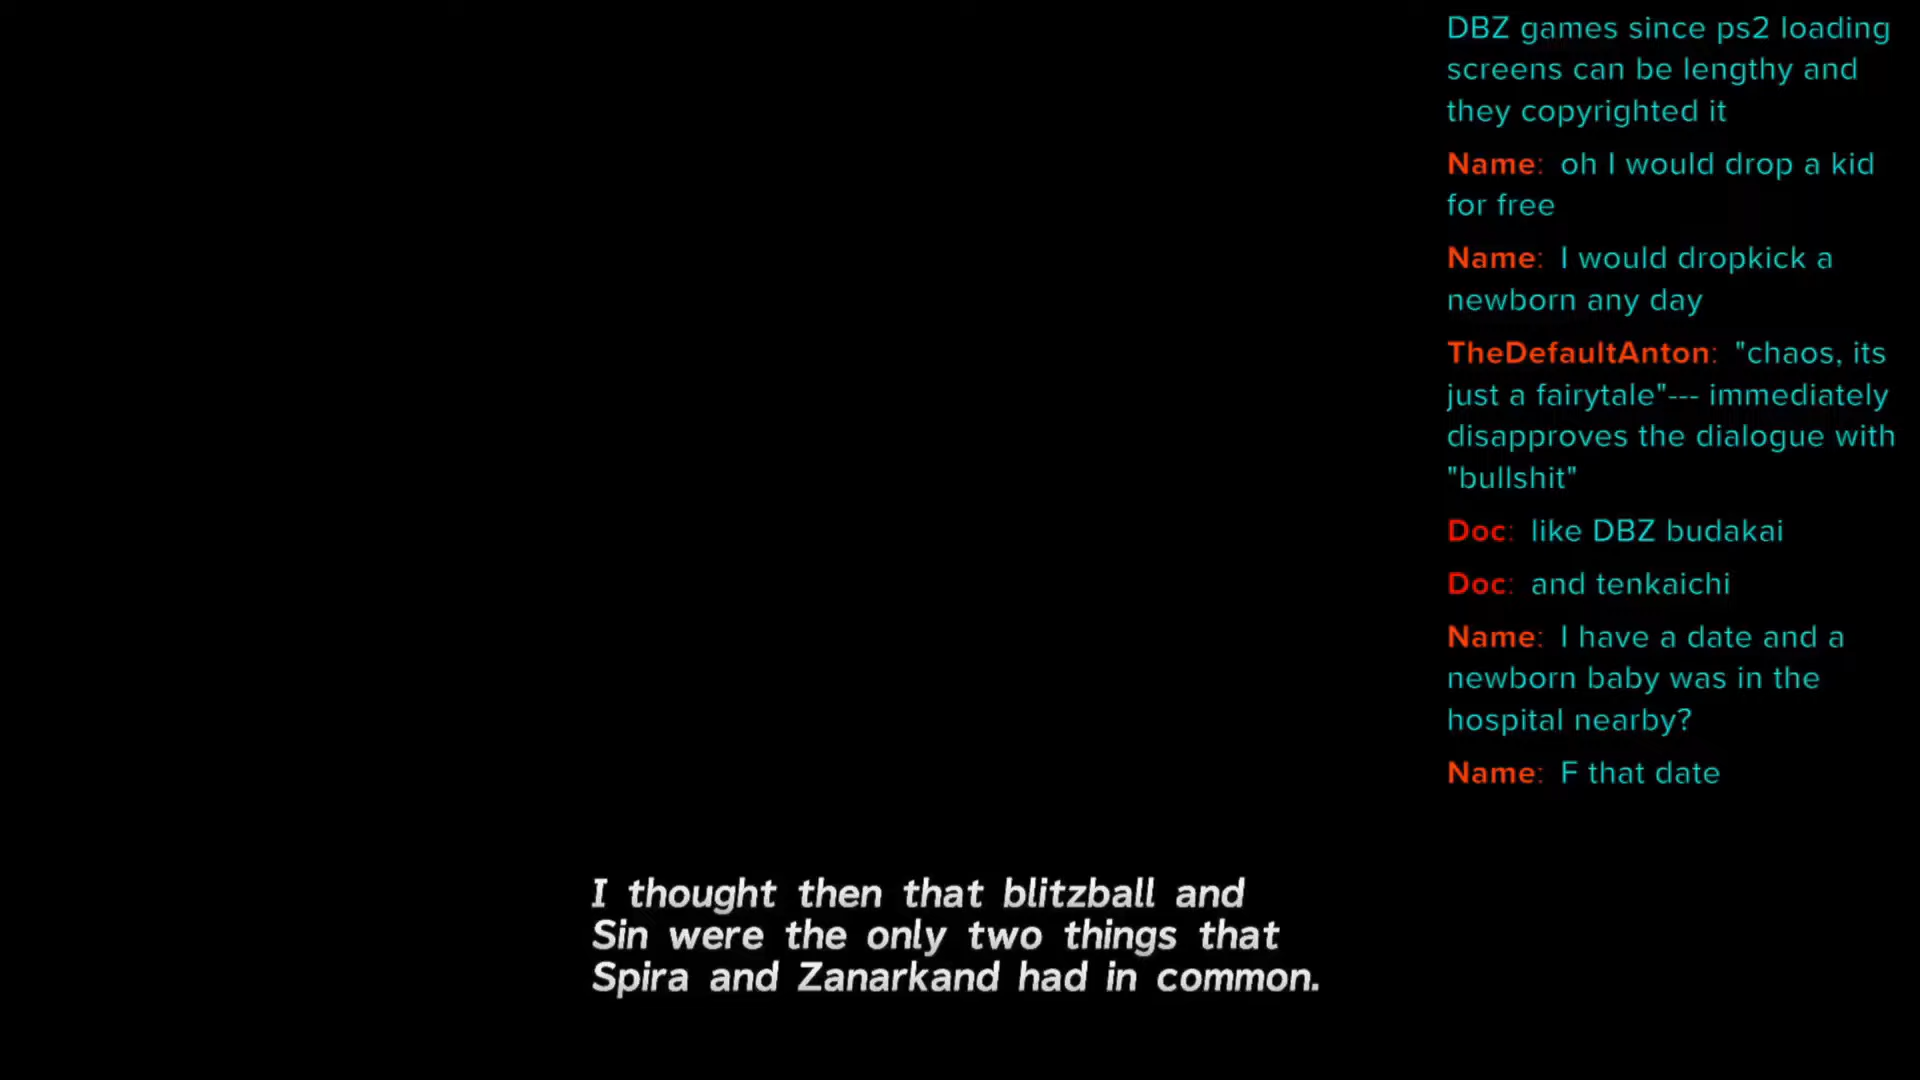 DBZ games since ps2 loading
screens can be lengthy and
they copyrighted it
Name: oh I would drop a kid
for free
Name: I would dropkick a
newborn any day
TheDefaultAnton: "chaos, its
just a fairytale"--- immediately
disapproves the dialogue with
"bullshit"
Doc: like DBZ budakai
Doc: and tenkaichi
Name: I have a date and a
newborn baby was in the
hospital nearby?
Name: F that date
I thought then that blitzball and
Sin were the only two things that
Spira and Zanarkand had in common.